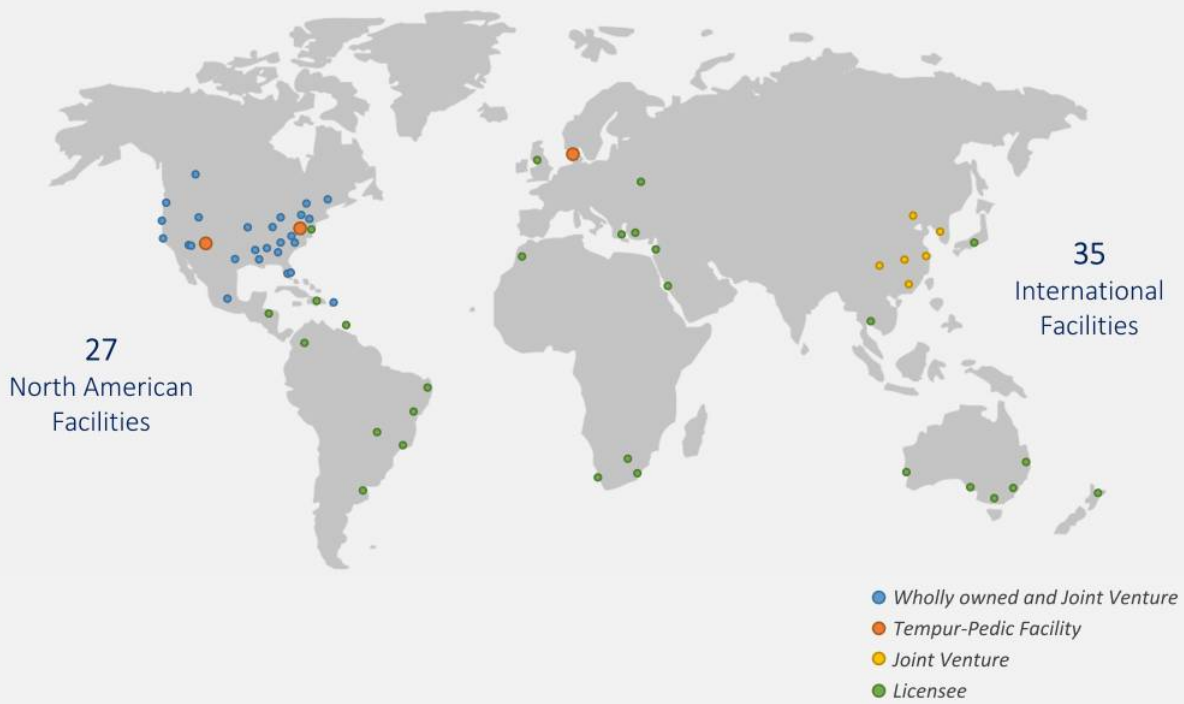 27
North American
Facilities
35
International
Facilities
Wholly owned and Joint Venture
Tempur-Pedic Facility
Joint Venture
Licensee